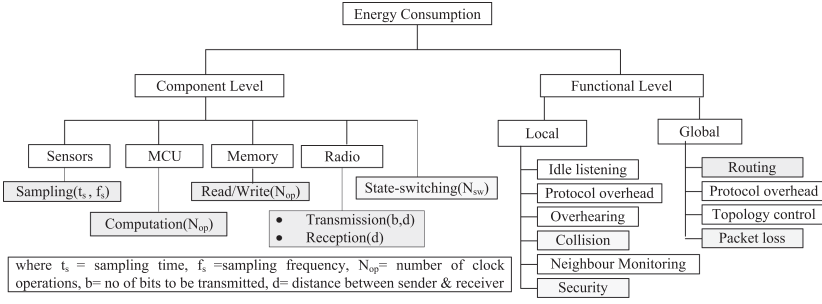 Energy Consumption
Component Level
Functional Level
Sensors
MCU
Memory
Radio
State-switching(Nsw)
Sampling(ts , fs)
Computation(Nop)
Read/Write(Nop)
● Transmission(b,d)
● Reception(d)
Local
Idle listening
Protocol overhead
Overhearing
Collision
Neighbour Monitoring
Security
Global
Routing
Protocol overhead
Topology control
Packet loss
where ts = sampling time, fs =sampling frequency, Nop= number of clock
operations, b= no of bits to be transmitted, d= distance between sender & receiver